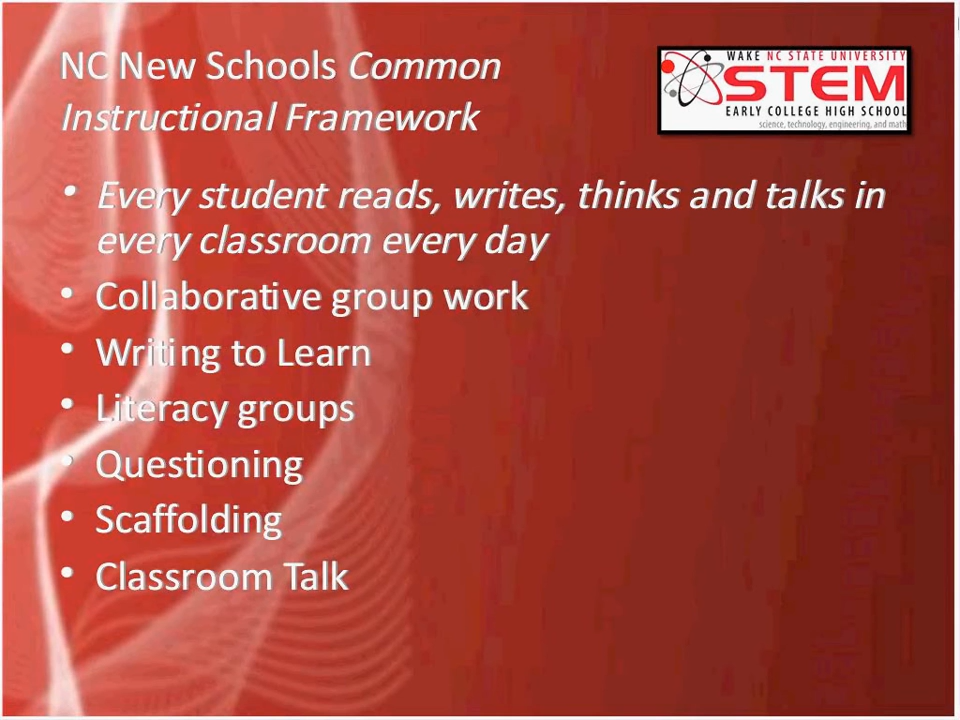 NC New Schools Common
Instructional Framework
WAKE NC STATE UNIVERSITY
STEM
EARLY COLLEGE HIGH SCHOOL
science, technology, engineering, and math
• Every student reads, writes, thinks and talks in
every classroom every day
• Collaborative group work
• Writing to Learn
• Literacy groups
• Questioning
• Scaffolding
• Classroom Talk